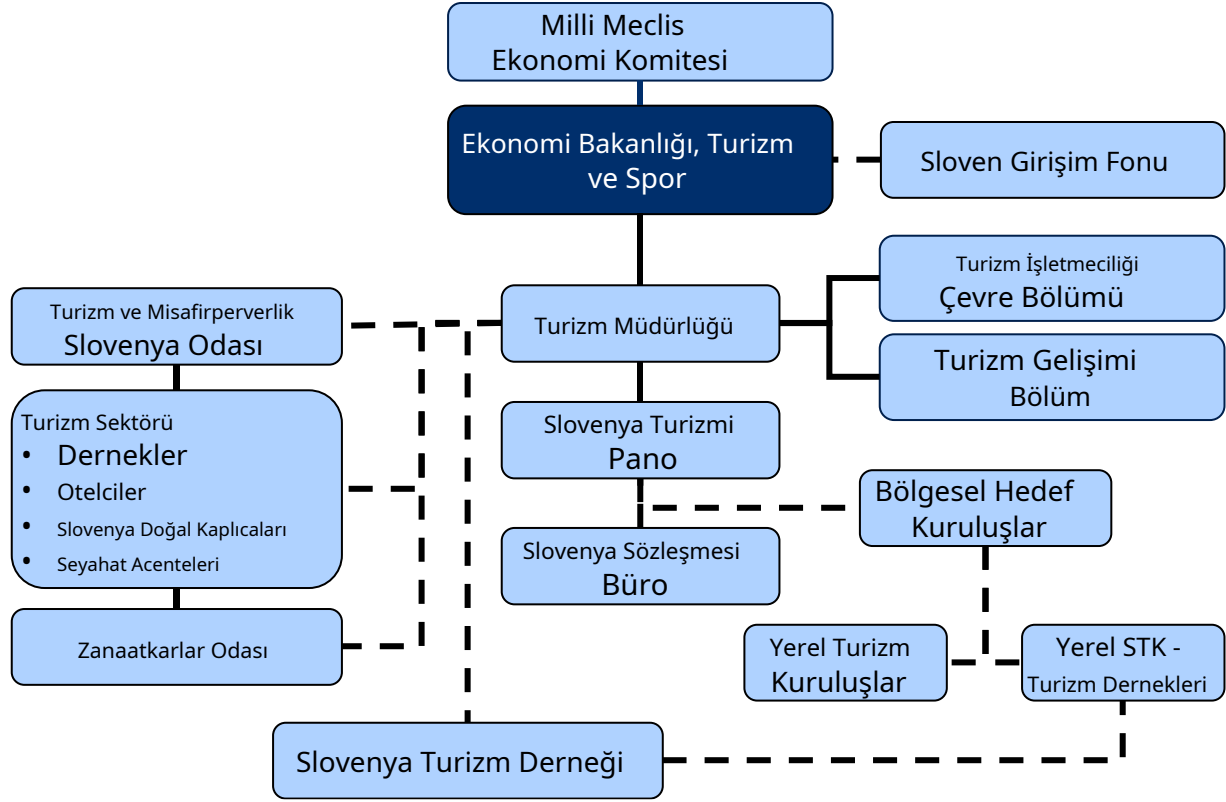 Milli Meclis
Ekonomi Komitesi
Ekonomi Bakanlığı, Turizm
ve Spor
Sloven Girişim Fonu
Turizm İşletmeciliği
Çevre Bölümü
Turizm ve Misafirperverlik
Slovenya Odası
Turizm Müdürlüğü
Turizm Gelişimi
Bölüm
Turizm Sektörü
• Dernekler
• Otelciler
• Slovenya Doğal Kaplıcaları
• Seyahat Acenteleri
Slovenya Turizmi
Pano
Bölgesel Hedef
Kuruluşlar
Slovenya Sözleşmesi
Büro
Zanaatkarlar Odası
Yerel Turizm
Kuruluşlar
Yerel STK -
Turizm Dernekleri
Slovenya Turizm Derneği